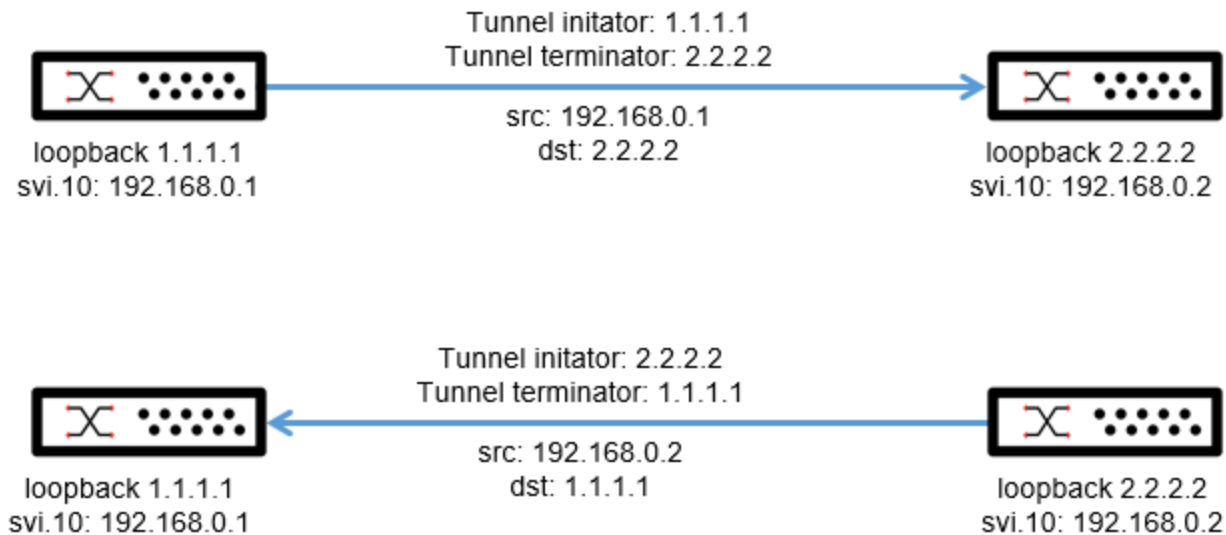 Tunnel initator: 1.1.1.1
Tunnel terminator: 2.2.2.2
src: 192.168.0.1
dst: 2.2.2.2
loopback 1.1.1.1
svi.10: 192.168.0.1
loopback 2.2.2.2
svi.10: 192.168.0.2
Tunnel initator: 2.2.2.2
Tunnel terminator: 1.1.1.1
src: 192.168.0.2
dst: 1.1.1.1
loopback 1.1.1.1
svi.10: 192.168.0.1
loopback 2.2.2.2
svi.10: 192.168.0.2